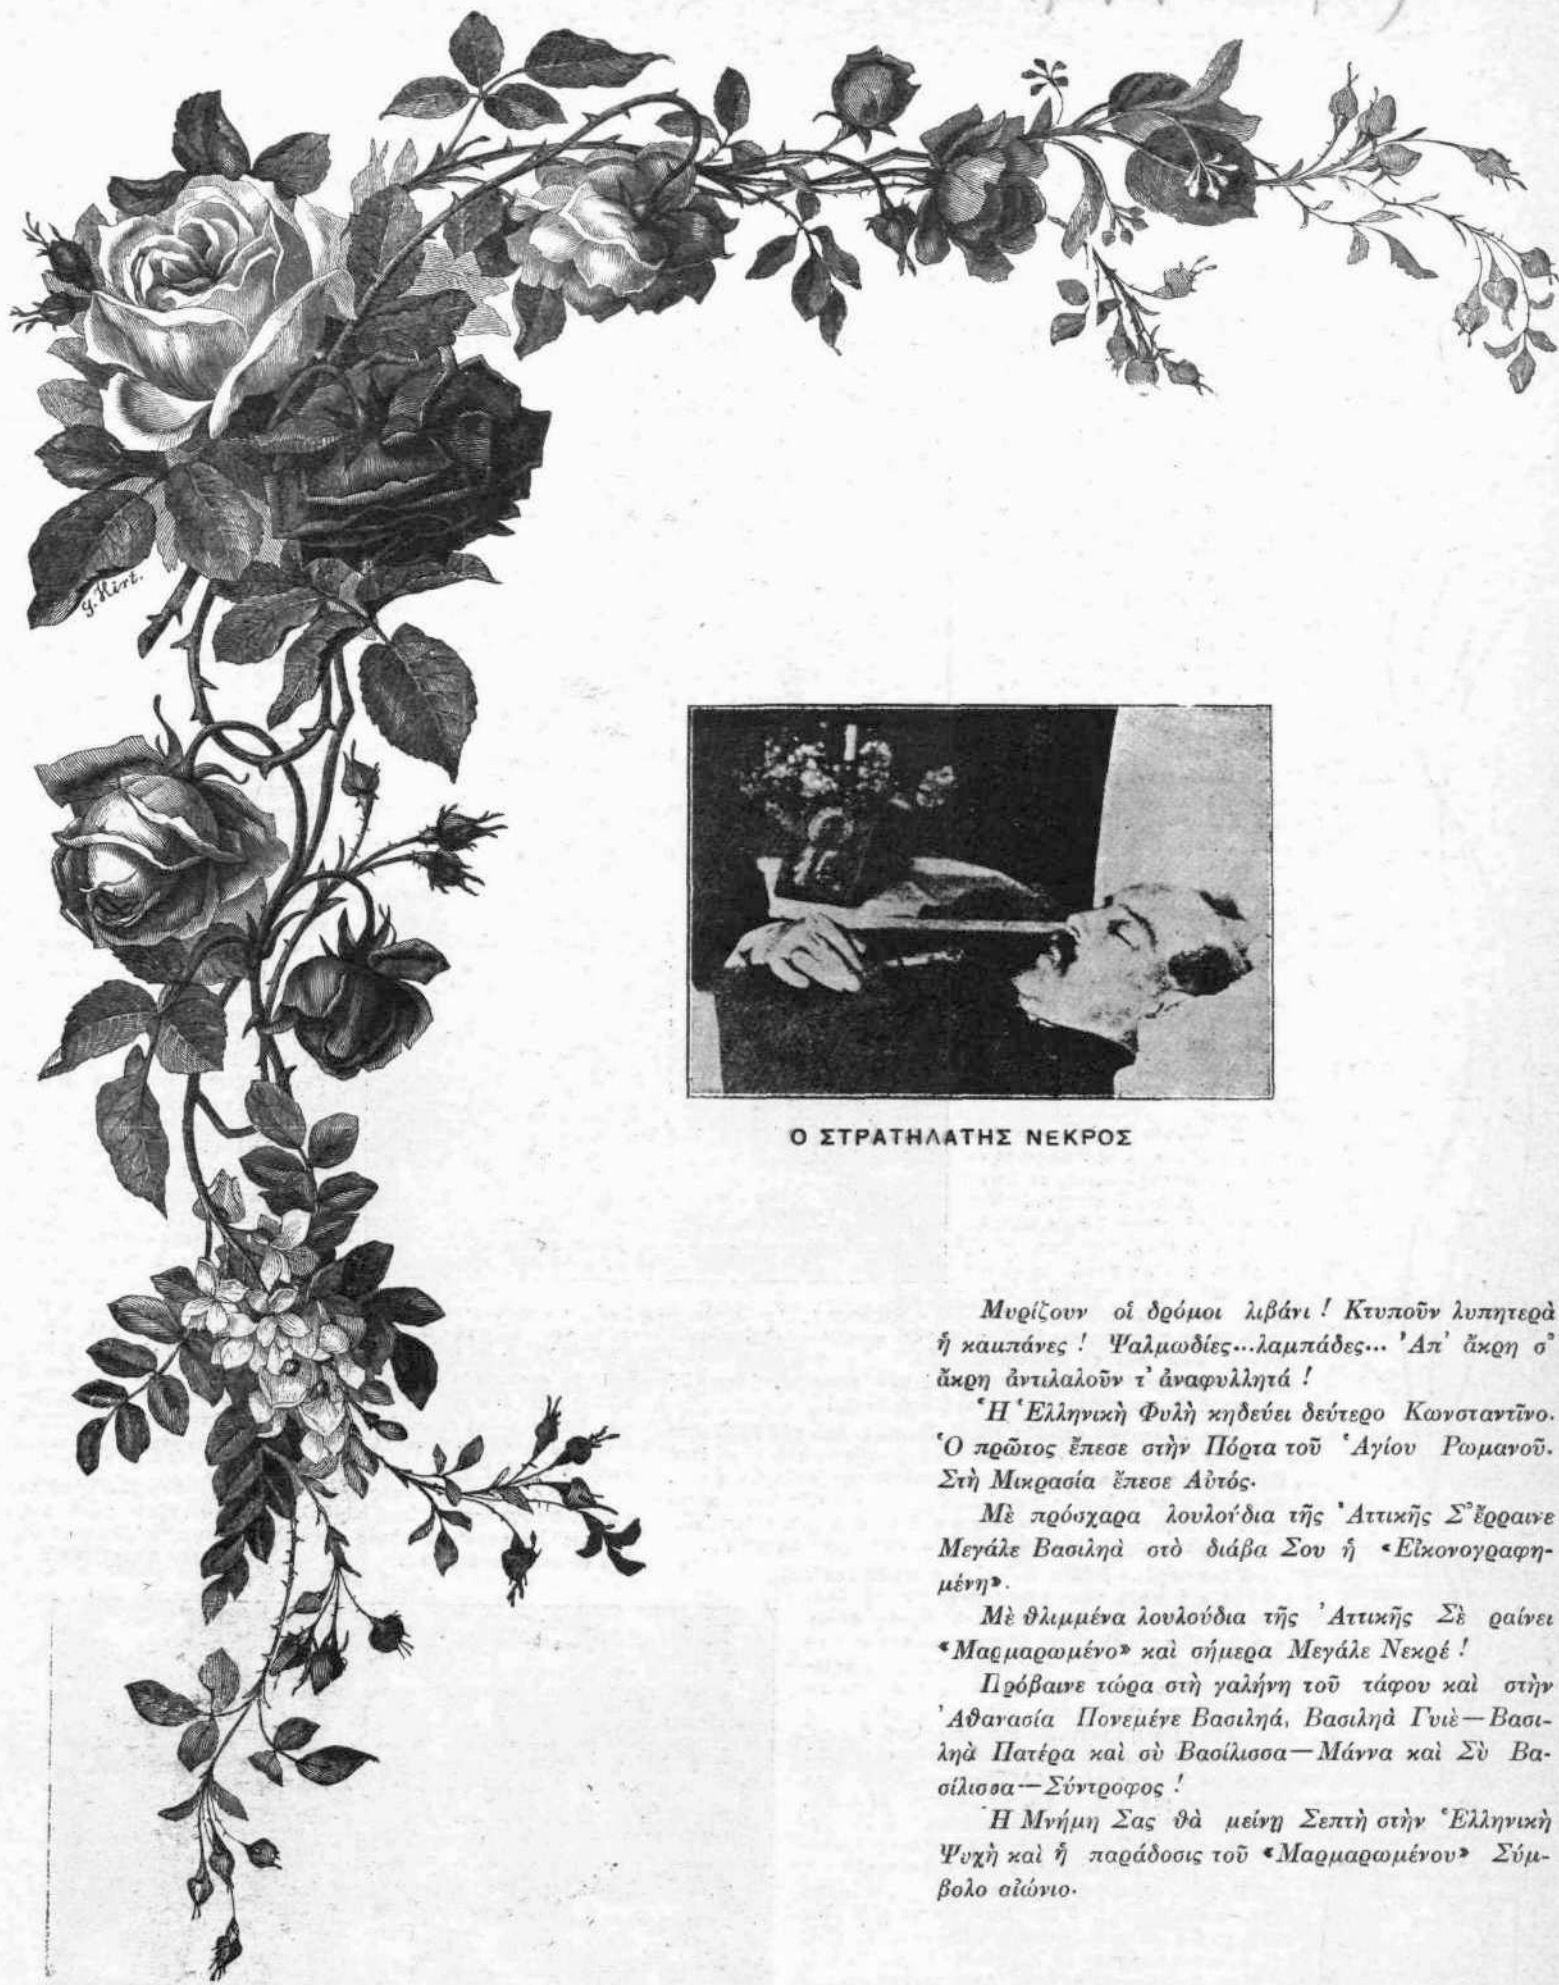 G. Hirt.
Ο ΣΤΡΑΤΗΛΑΤΗΣ ΝΕΚΡΟΣ
Μυρίζουν οἱ δρόμοι λιβάνι! Κτυποῦν λυπητερὰ
ἡ καμπάνες! Ψαλμωδίες...λαμπάδες... Ἀπ' ἄκρη σ'
ἄκρη ἀντιλαλοῦν τ' ἀναφυλλητά!
Ἡ Ἑλληνικὴ Φυλὴ κηδεύει δεύτερο Κωνσταντῖνο.
Ὁ πρῶτος ἔπεσε στὴν Πόρτα τοῦ Ἁγίου Ρωμανοῦ.
Στὴ Μικρασία ἔπεσε Αὐτός.
Μὲ πρόσχαρα λουλούδια τῆς Ἀττικῆς Σ' ἔρραινε
Μεγάλε Βασιληὰ στὸ διάβα Σου ἡ «Εἰκονογραφη-
μένη».
Μὲ θλιμμένα λουλούδια τῆς Ἀττικῆς Σὲ ραίνει
«Μαρμαρωμένο» καὶ σήμερα Μεγάλε Νεκρέ!
Πρόβαινε τώρα στὴ γαλήνη τοῦ τάφου καὶ στὴν
Ἀθανασία Πονεμένε Βασιληά, Βασιληὰ Γυιὲ—Βασι-
ληὰ Πατέρα καὶ σὺ Βασίλισσα—Μάννα καὶ Σὺ Βα-
σίλισσα—Σύντροφος!
Ἡ Μνήμη Σας θὰ μείνῃ Σεπτὴ στὴν Ἑλληνικὴ
Ψυχὴ καὶ ἡ παράδοσις τοῦ «Μαρμαρωμένου» Σύμ-
βολο αἰώνιο.